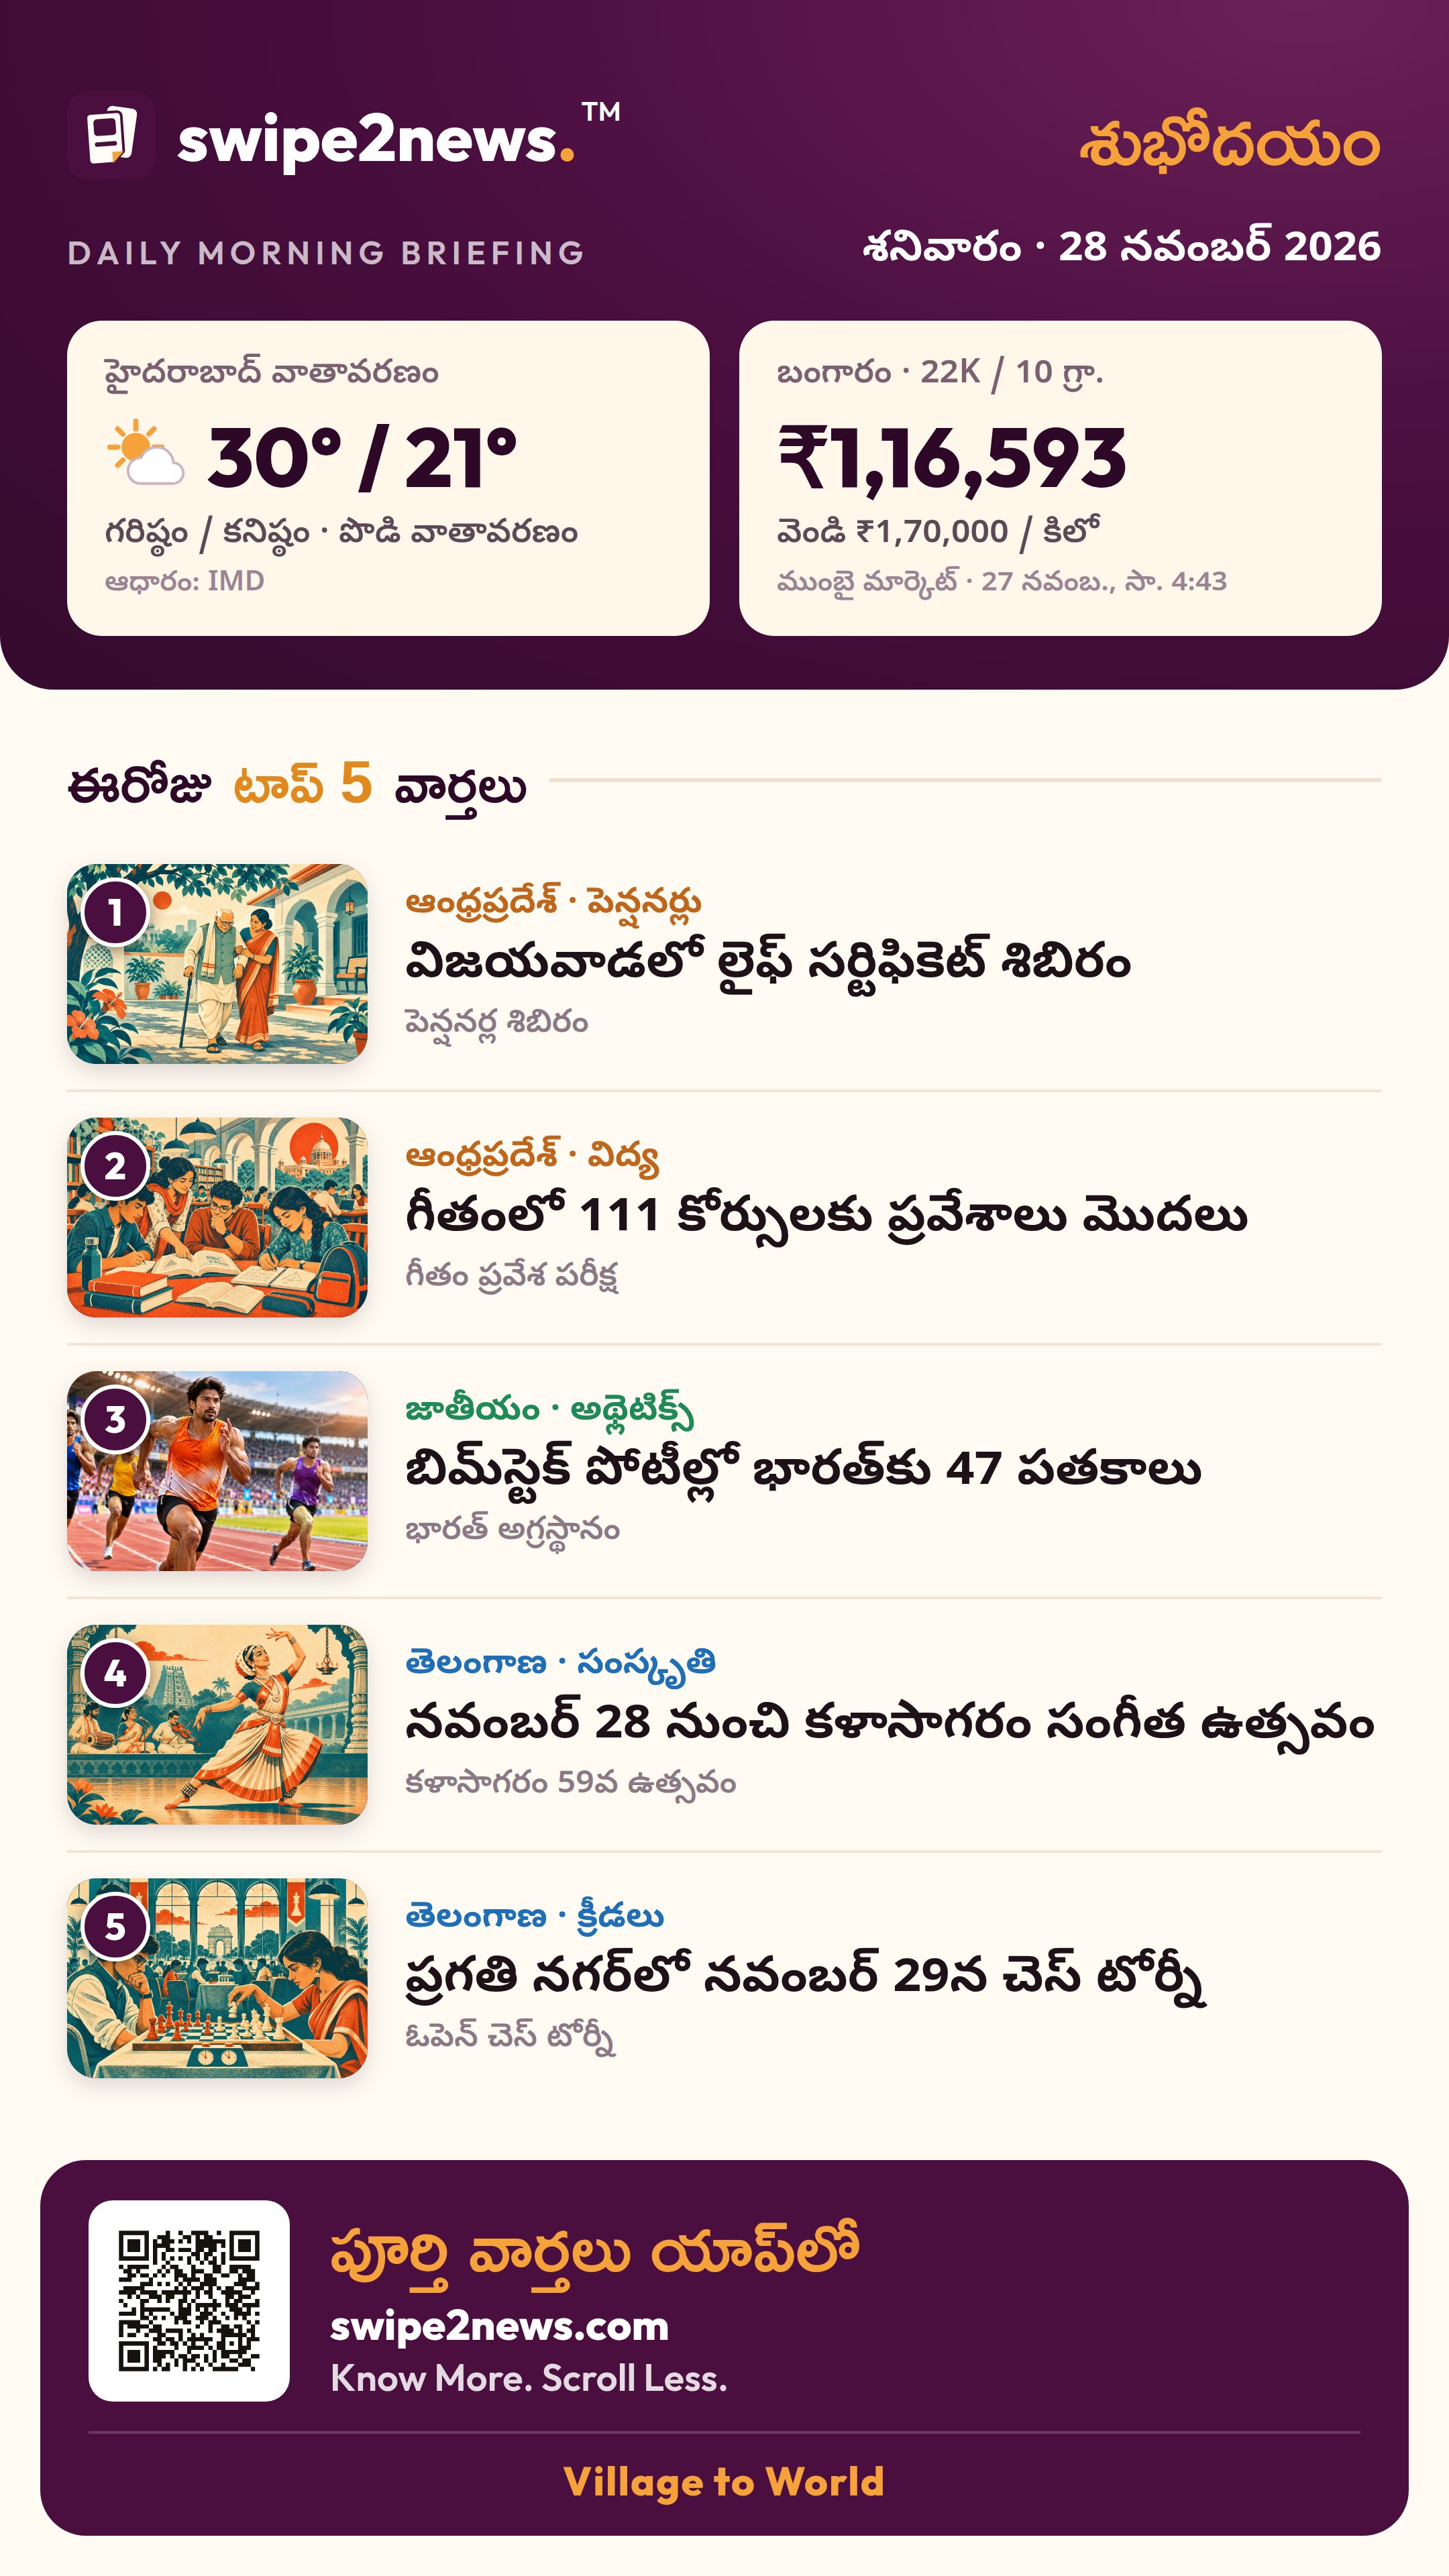 swipe2news.™
శుభోదయం
DAILY MORNING BRIEFING
శనివారం · 28 నవంబర్ 2026
హైదరాబాద్ వాతావరణం
30° / 21°
గరిష్ఠం / కనిష్ఠం · పొడి వాతావరణం
ఆధారం: IMD
బంగారం · 22K / 10 గ్రా.
₹1,16,593
వెండి ₹1,70,000 / కిలో
ముంబై మార్కెట్ · 27 నవంబ., సా. 4:43
ఈరోజు టాప్ 5 వార్తలు
1
ఆంధ్రప్రదేశ్ · పెన్షనర్లు
విజయవాడలో లైఫ్ సర్టిఫికెట్ శిబిరం
పెన్షనర్ల శిబిరం
2
ఆంధ్రప్రదేశ్ · విద్య
గీతంలో 111 కోర్సులకు ప్రవేశాలు మొదలు
గీతం ప్రవేశ పరీక్ష
3
జాతీయం · అథ్లెటిక్స్
బిమ్‌స్టెక్ పోటీల్లో భారత్‌కు 47 పతకాలు
భారత్ అగ్రస్థానం
4
తెలంగాణ · సంస్కృతి
నవంబర్ 28 నుంచి కళాసాగరం సంగీత ఉత్సవం
కళాసాగరం 59వ ఉత్సవం
5
తెలంగాణ · క్రీడలు
ప్రగతి నగర్‌లో నవంబర్ 29న చెస్ టోర్నీ
ఓపెన్ చెస్ టోర్నీ
పూర్తి వార్తలు యాప్‌లో
swipe2news.com
Know More. Scroll Less.
Village to World